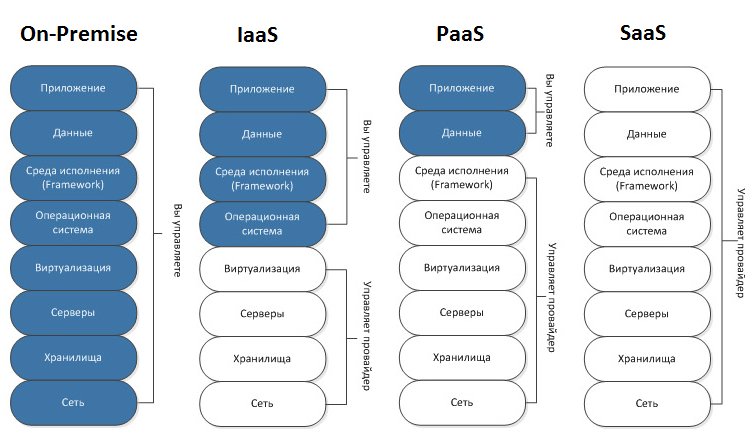 On-Premise
Приложение
Данные
Среда исполнения
(Framework)
Операционная
система
Виртуализация
Серверы
Хранилища
Сеть
Вы управляете
IaaS
Приложение
Данные
Среда исполнения
(Framework)
Операционная
система
Виртуализация
Серверы
Хранилища
Сеть
Вы управляете
Управляет провайдер
PaaS
Приложение
Данные
Среда исполнения
(Framework)
Операционная
система
Виртуализация
Серверы
Хранилища
Сеть
Вы управляете
Управляет провайдер
SaaS
Приложение
Данные
Среда исполнения
(Framework)
Операционная
система
Виртуализация
Серверы
Хранилища
Сеть
Управляет провайдер